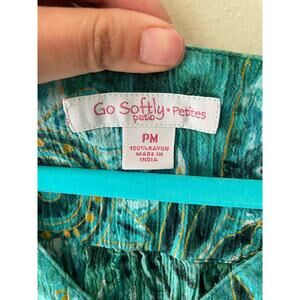 Go Softly • Petites
patio
PM
100% RAYON
MADE IN
INDIA